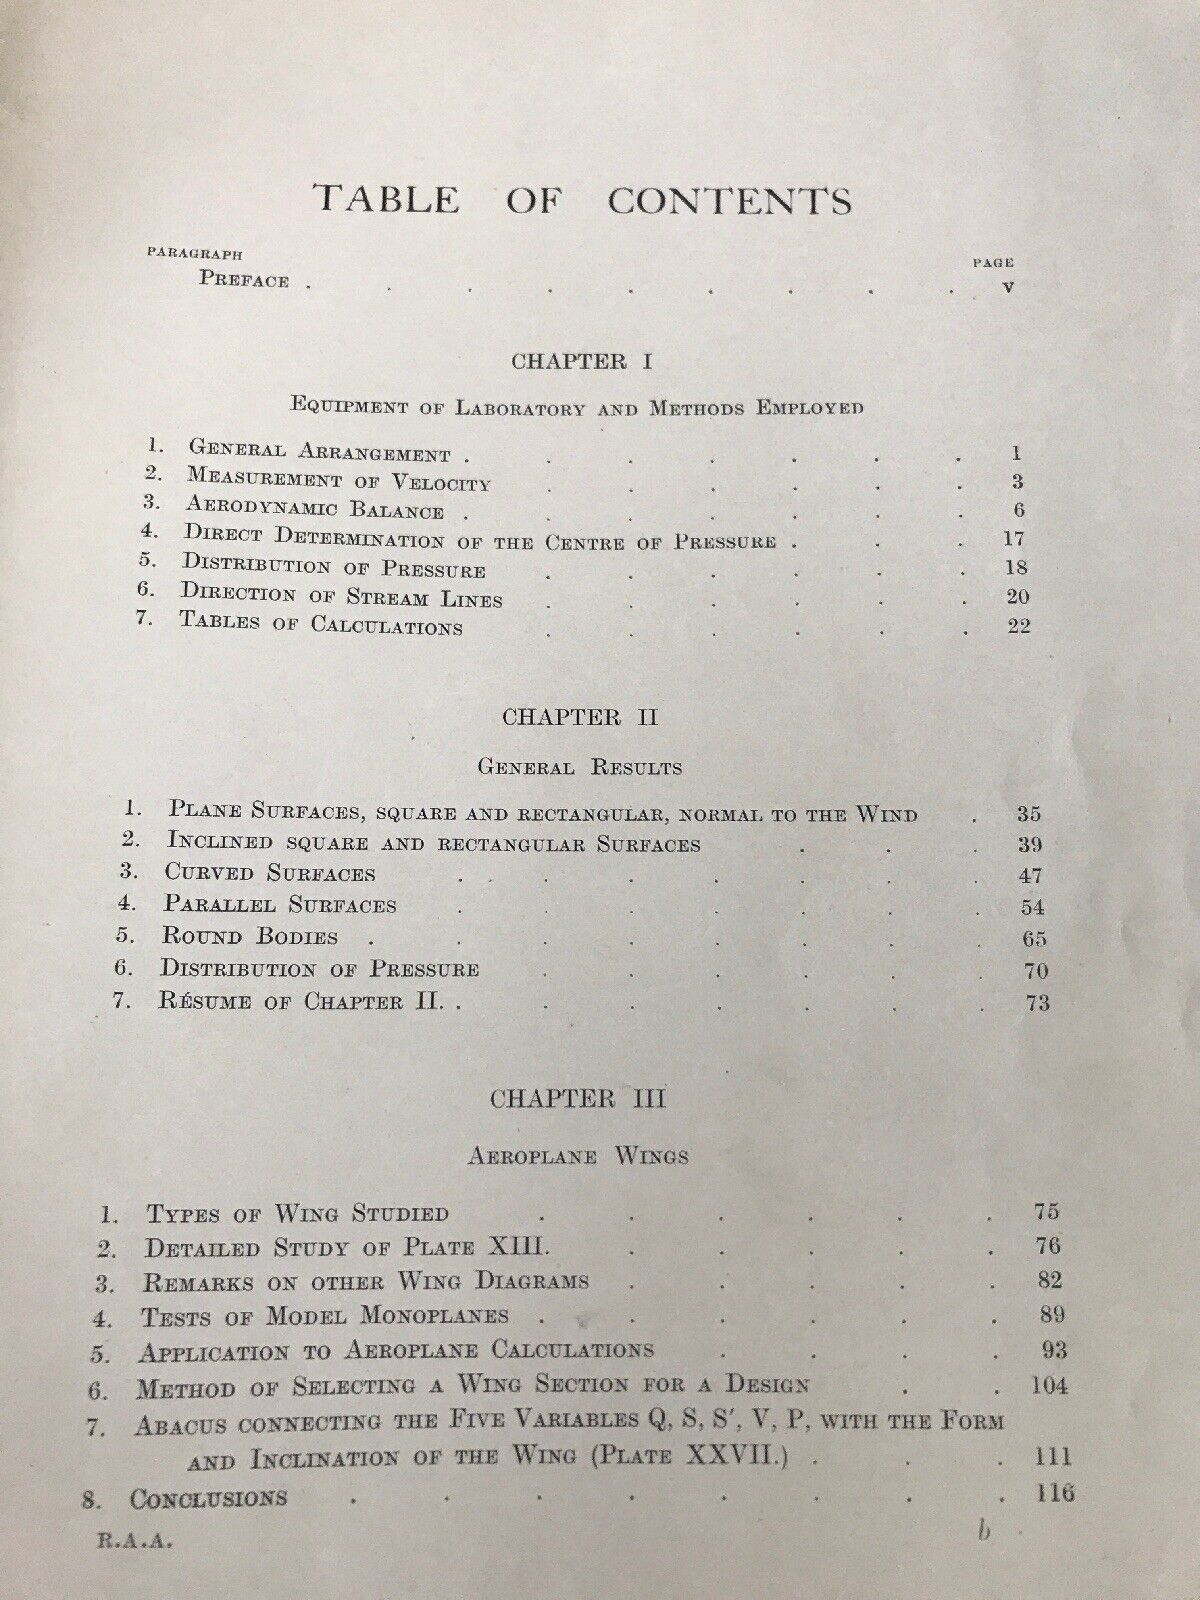 TABLE OF CONTENTS
PARAGRAPH PAGE
PREFACE . . . . . . . . . v
CHAPTER I
EQUIPMENT OF LABORATORY AND METHODS EMPLOYED
1. GENERAL ARRANGEMENT . . . . . . . 1
2. MEASUREMENT OF VELOCITY . . . . . . 3
3. AERODYNAMIC BALANCE . . . . . . . 6
4. DIRECT DETERMINATION OF THE CENTRE OF PRESSURE . . . 17
5. DISTRIBUTION OF PRESSURE . . . . . . 18
6. DIRECTION OF STREAM LINES . . . . . . 20
7. TABLES OF CALCULATIONS . . . . . . 22
CHAPTER II
GENERAL RESULTS
1. PLANE SURFACES, SQUARE AND RECTANGULAR, NORMAL TO THE WIND . 35
2. INCLINED SQUARE AND RECTANGULAR SURFACES . . . 39
3. CURVED SURFACES . . . . . . . 47
4. PARALLEL SURFACES . . . . . . . 54
5. ROUND BODIES . . . . . . . . 65
6. DISTRIBUTION OF PRESSURE . . . . . . 70
7. RÉSUME OF CHAPTER II. . . . . . . . 73
CHAPTER III
AEROPLANE WINGS
1. TYPES OF WING STUDIED . . . . . . 75
2. DETAILED STUDY OF PLATE XIII. . . . . . 76
3. REMARKS ON OTHER WING DIAGRAMS . . . . . 82
4. TESTS OF MODEL MONOPLANES . . . . . . 89
5. APPLICATION TO AEROPLANE CALCULATIONS . . . . 93
6. METHOD OF SELECTING A WING SECTION FOR A DESIGN . . 104
7. ABACUS CONNECTING THE FIVE VARIABLES Q, S, S′, V, P, WITH THE FORM
AND INCLINATION OF THE WING (PLATE XXVII.) . . . 111
8. CONCLUSIONS . . . . . . . . 116
R.A.A. b